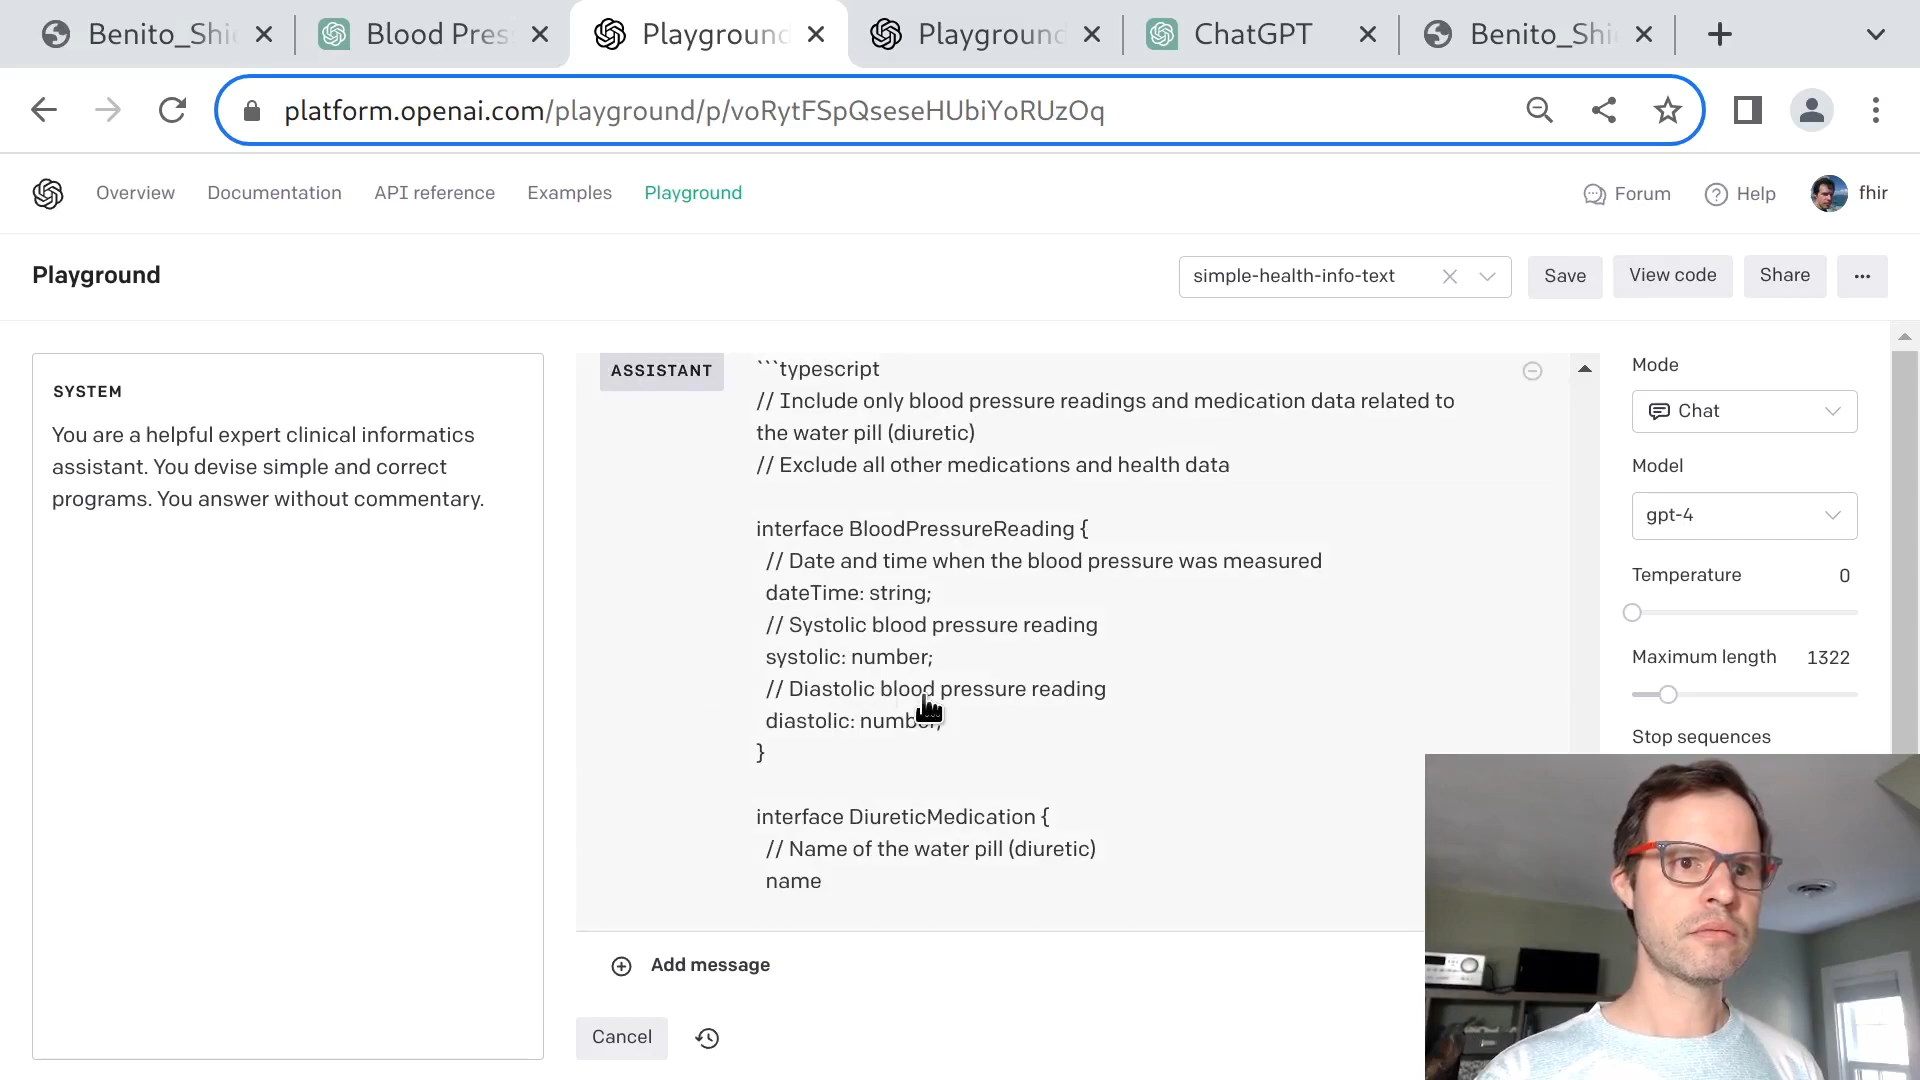 Benito_Shi
Blood Pres
Playground
Playground
ChatGPT
Benito_Shi
platform.openai.com/playground/p/voRytFSpQseseHUbiYoRUzOq
Overview
Documentation
API reference
Examples
Playground
Forum
Help
fhir
Playground
simple-health-info-text
Save
View code
Share
...
SYSTEM
You are a helpful expert clinical informatics
assistant. You devise simple and correct
programs. You answer without commentary.
ASSISTANT
```typescript
// Include only blood pressure readings and medication data related to
the water pill (diuretic)
// Exclude all other medications and health data
interface BloodPressureReading {
// Date and time when the blood pressure was measured
dateTime: string;
// Systolic blood pressure reading
systolic: number;
// Diastolic blood pressure reading
diastolic: number;
}
interface DiureticMedication {
// Name of the water pill (diuretic)
name
Add message
Cancel
Mode
Chat
Model
gpt-4
Temperature 0
Maximum length 1322
Stop sequences